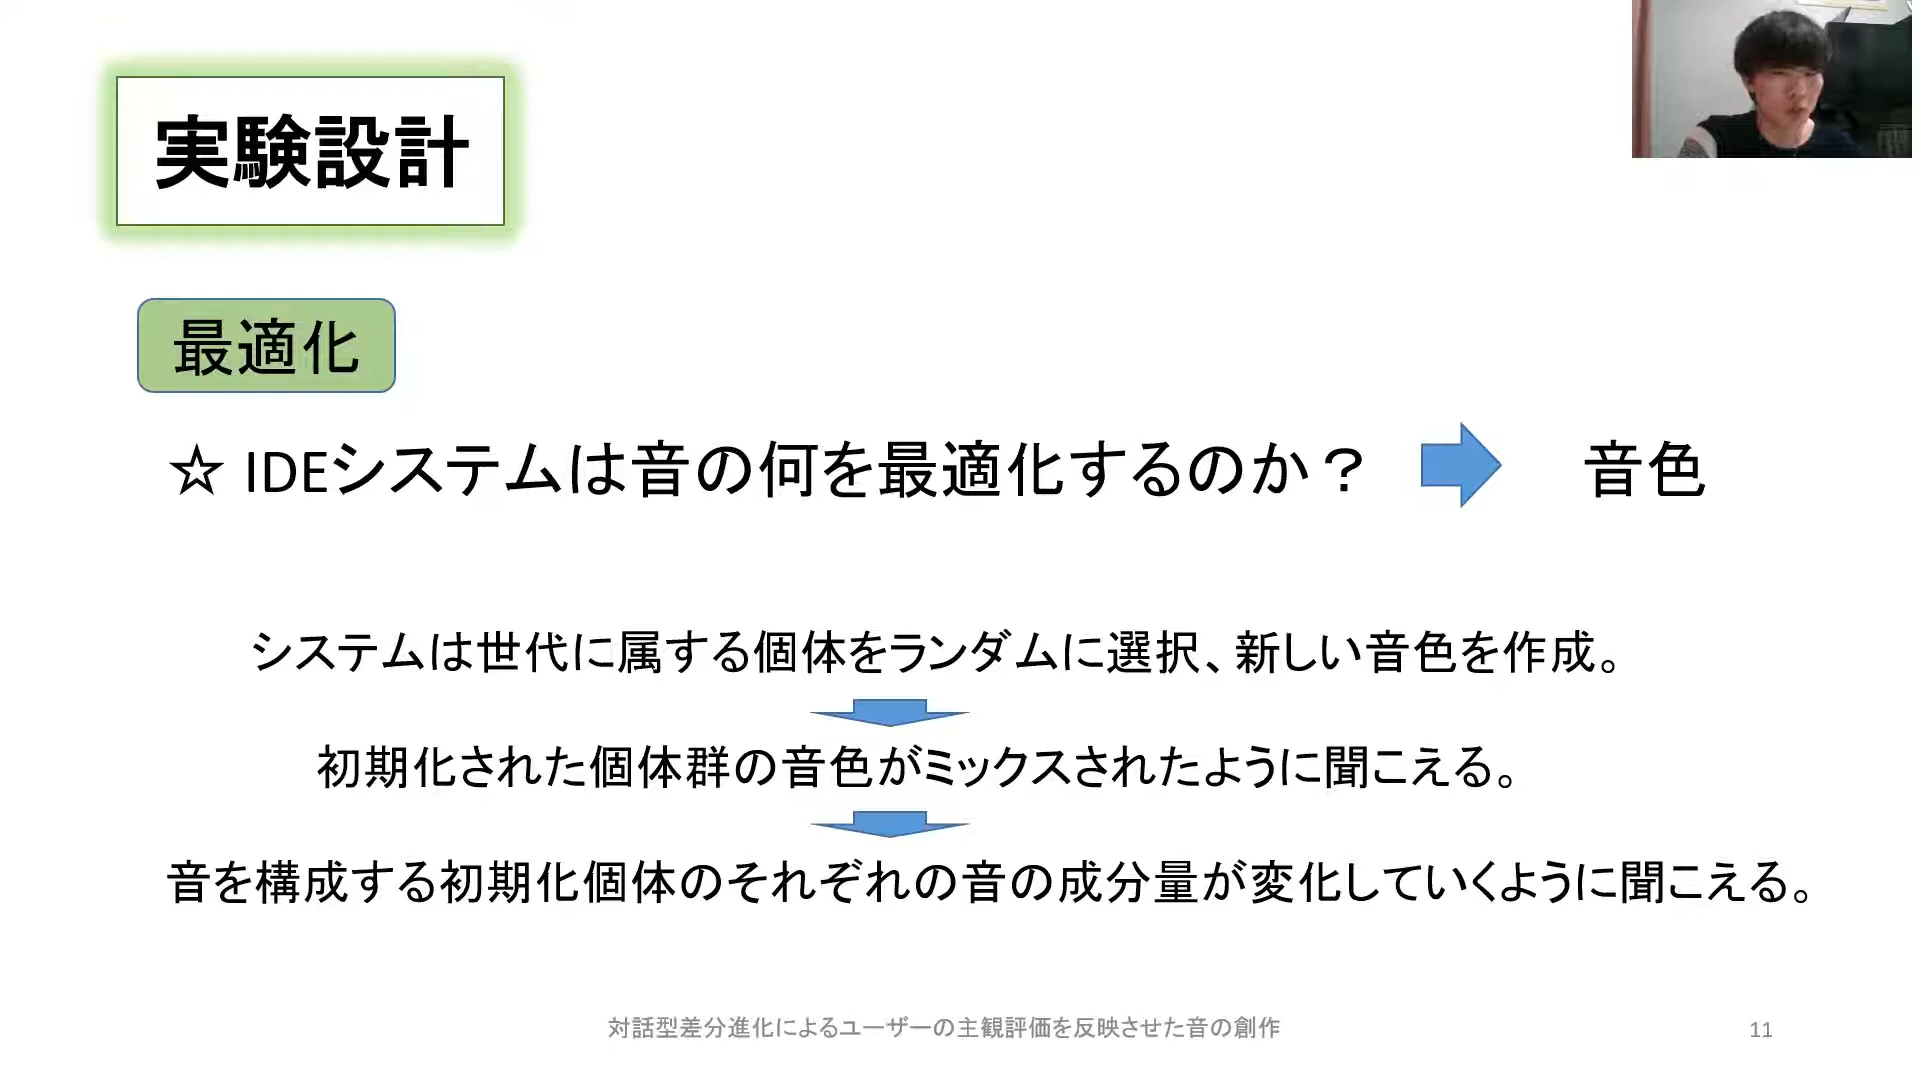 実験設計
最適化
☆ IDEシステムは音の何を最適化するのか？ 音色
システムは世代に属する個体をランダムに選択、新しい音色を作成。
初期化された個体群の音色がミックスされたように聞こえる。
音を構成する初期化個体のそれぞれの音の成分量が変化していくように聞こえる。
対話型差分進化によるユーザーの主観評価を反映させた音の創作
11